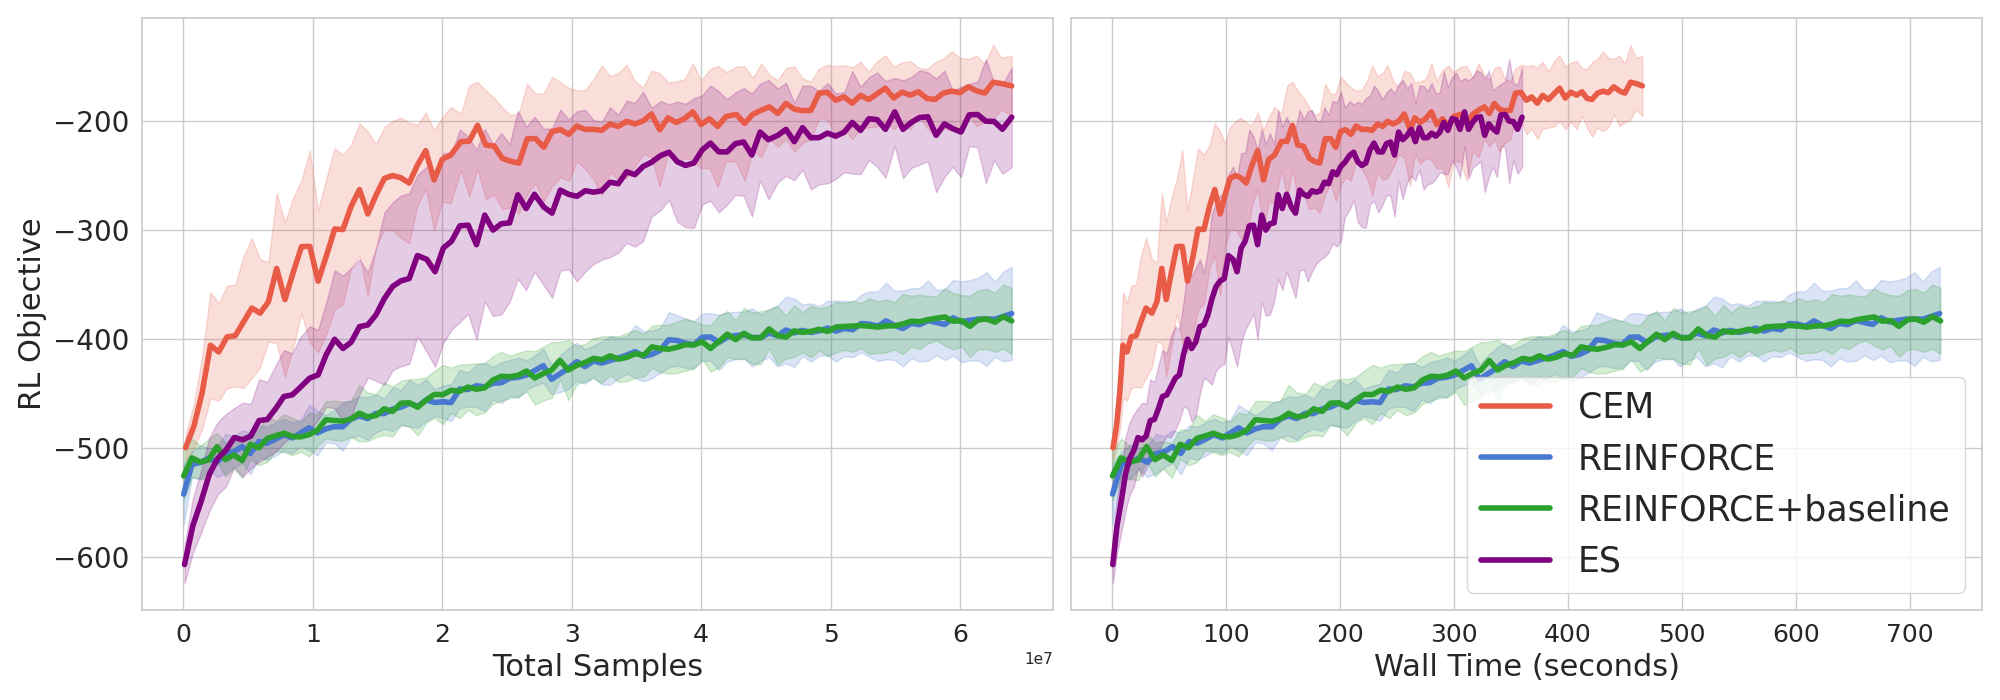 RL Objective
−200
−300
−400
−500
−600
0 1 2 3 4 5 6
1e7
Total Samples
0 100 200 300 400 500 600 700
Wall Time (seconds)
CEM
REINFORCE
REINFORCE+baseline
ES